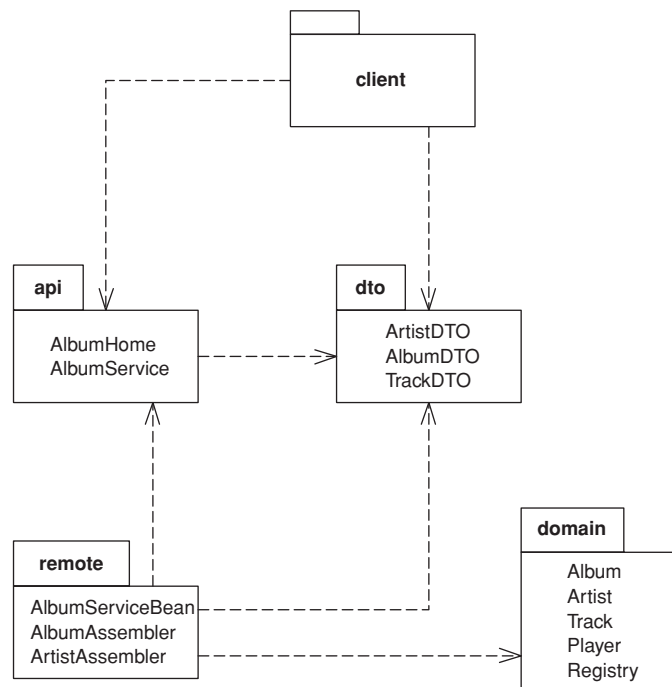 client
api
AlbumHome
AlbumService
dto
ArtistDTO
AlbumDTO
TrackDTO
remote
AlbumServiceBean
AlbumAssembler
ArtistAssembler
domain
Album
Artist
Track
Player
Registry